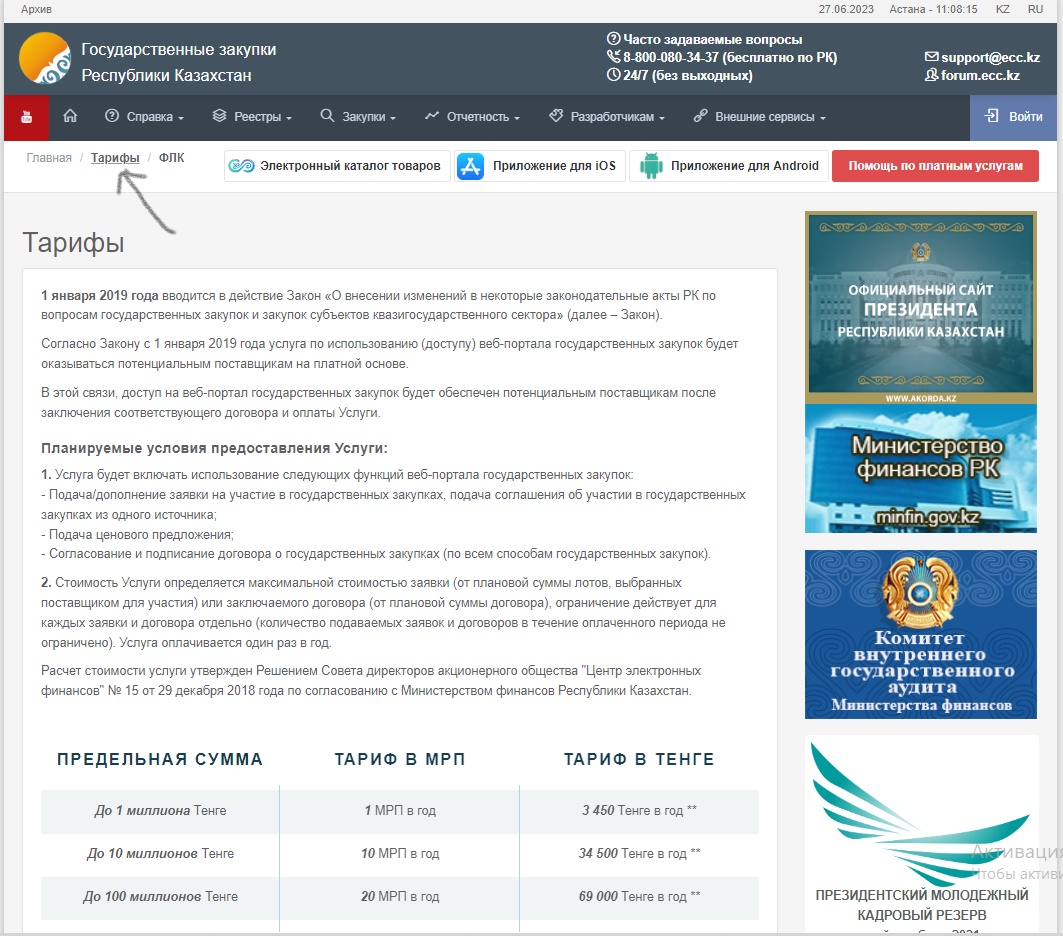 Архив
27.06.2023 Астана - 11:08:15 KZ RU
Государственные закупки
Республики Казахстан
Часто задаваемые вопросы
8-800-080-34-37 (бесплатно по РК)
24/7 (без выходных)
support@ecc.kz
forum.ecc.kz
Справка Реестры Закупки Отчетность Разработчикам Внешние сервисы Войти
Главная / Тарифы / ФЛК
Электронный каталог товаров Приложение для iOS Приложение для Android Помощь по платным услугам
Тарифы
1 января 2019 года вводится в действие Закон «О внесении изменений в некоторые законодательные акты РК по
вопросам государственных закупок и закупок субъектов квазигосударственного сектора» (далее – Закон).
Согласно Закону с 1 января 2019 года услуга по использованию (доступу) веб-портала государственных закупок будет
оказываться потенциальным поставщикам на платной основе.
В этой связи, доступ на веб-портал государственных закупок будет обеспечен потенциальным поставщикам после
заключения соответствующего договора и оплаты Услуги.
Планируемые условия предоставления Услуги:
1. Услуга будет включать использование следующих функций веб-портала государственных закупок:
- Подача/дополнение заявки на участие в государственных закупках, подача соглашения об участии в государственных
закупках из одного источника;
- Подача ценового предложения;
- Согласование и подписание договора о государственных закупках (по всем способам государственных закупок).
2. Стоимость Услуги определяется максимальной стоимостью заявки (от плановой суммы лотов, выбранных
поставщиком для участия) или заключаемого договора (от плановой суммы договора), ограничение действует для
каждых заявки и договора отдельно (количество подаваемых заявок и договоров в течение оплаченного периода не
ограничено). Услуга оплачивается один раз в год.
Расчет стоимости услуги утвержден Решением Совета директоров акционерного общества "Центр электронных
финансов" № 15 от 29 декабря 2018 года по согласованию с Министерством финансов Республики Казахстан.
ПРЕДЕЛЬНАЯ СУММА ТАРИФ В МРП ТАРИФ В ТЕНГЕ
До 1 миллиона Тенге 1 МРП в год 3 450 Тенге в год **
До 10 миллионов Тенге 10 МРП в год 34 500 Тенге в год **
До 100 миллионов Тенге 20 МРП в год 69 000 Тенге в год **
ОФИЦИАЛЬНЫЙ САЙТ
ПРЕЗИДЕНТА
РЕСПУБЛИКИ КАЗАХСТАН
WWW.AKORDA.KZ
Министерство
финансов РК
minfin.gov.kz
Комитет
внутреннего
государственного
аудита
Министерства финансов
Активация
Чтобы активи
ПРЕЗИДЕНТСКИЙ МОЛОДЕЖНЫЙ
КАДРОВЫЙ РЕЗЕРВ